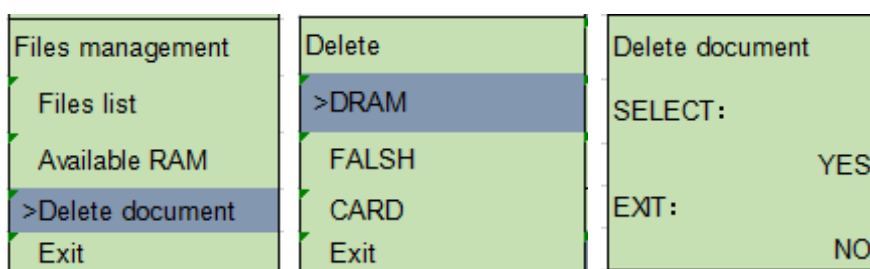 Files management
Files list
Available RAM
>Delete document
Exit
Delete
>DRAM
FALSH
CARD
Exit
Delete document
SELECT:
YES
EXIT:
NO